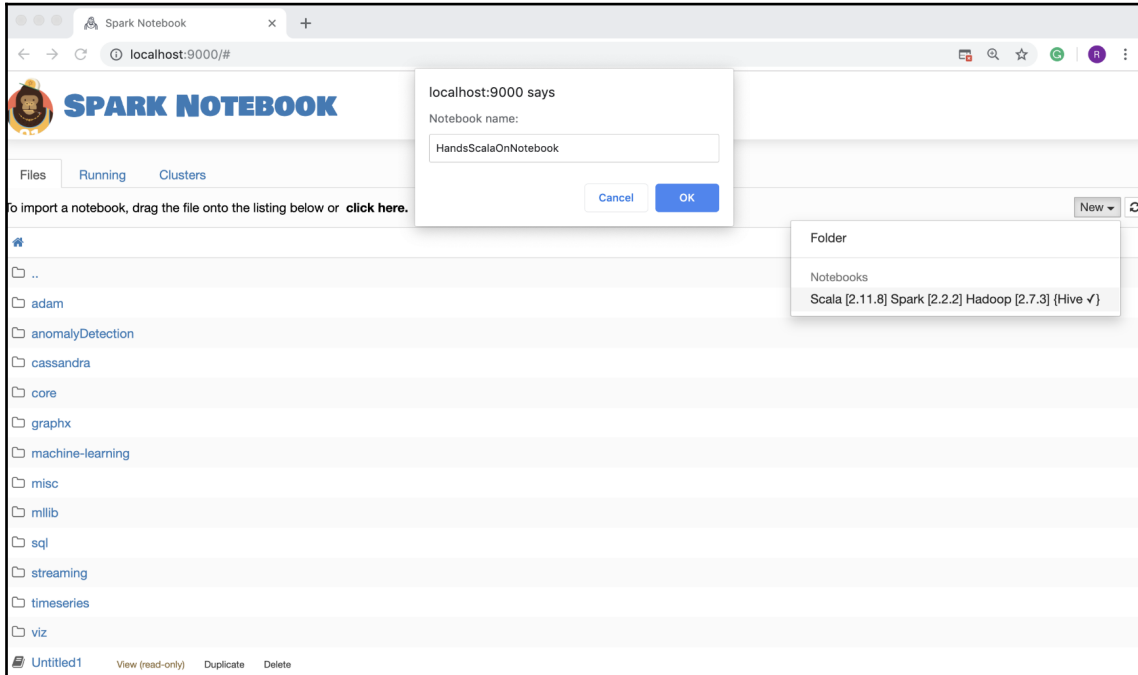 Spark Notebook
localhost:9000/#
R
SPARK NOTEBOOK
localhost:9000 says
Notebook name:
HandsScalaOnNotebook
Cancel OK
Files Running Clusters
To import a notebook, drag the file onto the listing below or click here.
New
Folder
Notebooks
Scala [2.11.8] Spark [2.2.2] Hadoop [2.7.3] {Hive ✓}
..
adam
anomalyDetection
cassandra
core
graphx
machine-learning
misc
mllib
sql
streaming
timeseries
viz
Untitled1 View (read-only) Duplicate Delete